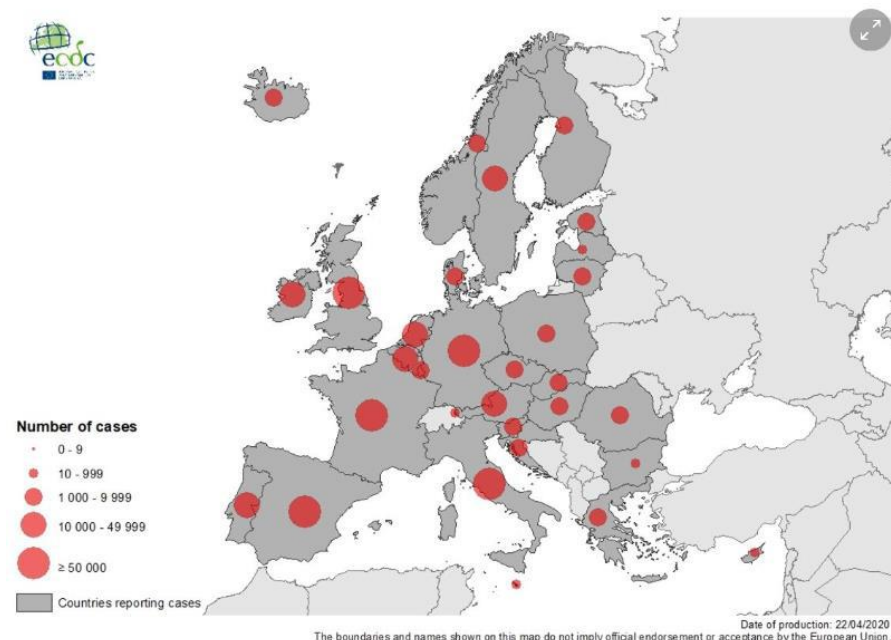 ecdc
Number of cases
0 - 9
10 - 999
1 000 - 9 999
10 000 - 49 999
≥ 50 000
Countries reporting cases
Date of production: 22/04/2020
The boundaries and names shown on this map do not imply official endorsement or acceptance by the European Union.